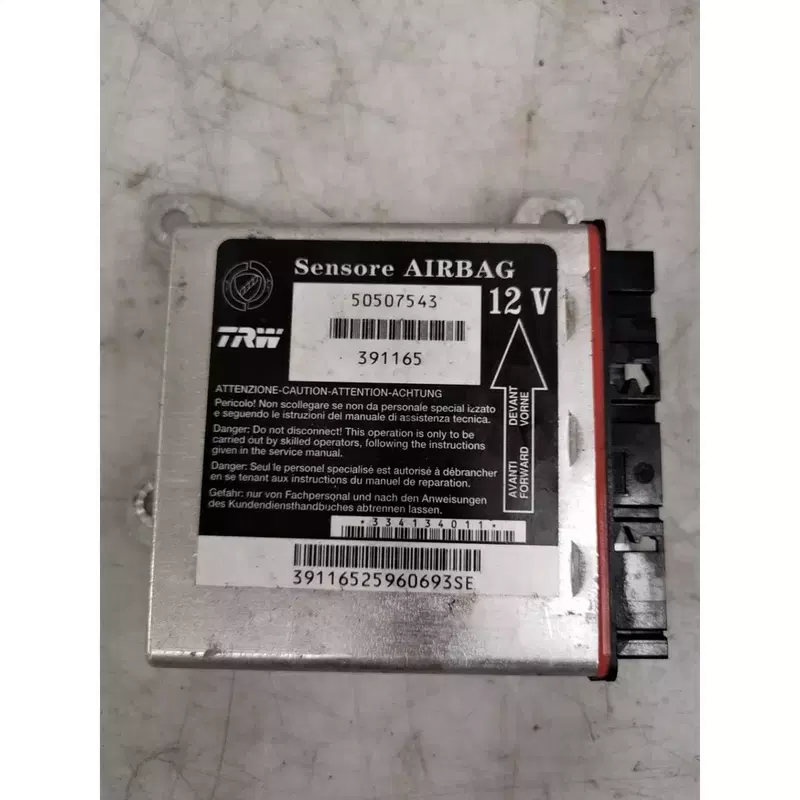 Sensore AIRBAG
50507543
12 V
391165
TRW
ATTENZIONE-CAUTION-ATTENTION-ACHTUNG
Pericolo! Non scollegare se non da personale specializzato
e seguendo le istruzioni del manuale di assistenza tecnica.
Danger: Do not disconnect! This operation is only to be
carried out by skilled operators, following the instructions
given in the service manual.
Danger: Seul le personel specialisé est autorisé à débrancher
en se tenant aux instructions du manuel de reparation.
Gefahr: nur von Fachpersonal und nach den Anweisungen
des Kundendiensthandbuches abtrennen lassen.
AVANTI DEVANT
FORWARD VORNE
*334134011*
39116525960693SE